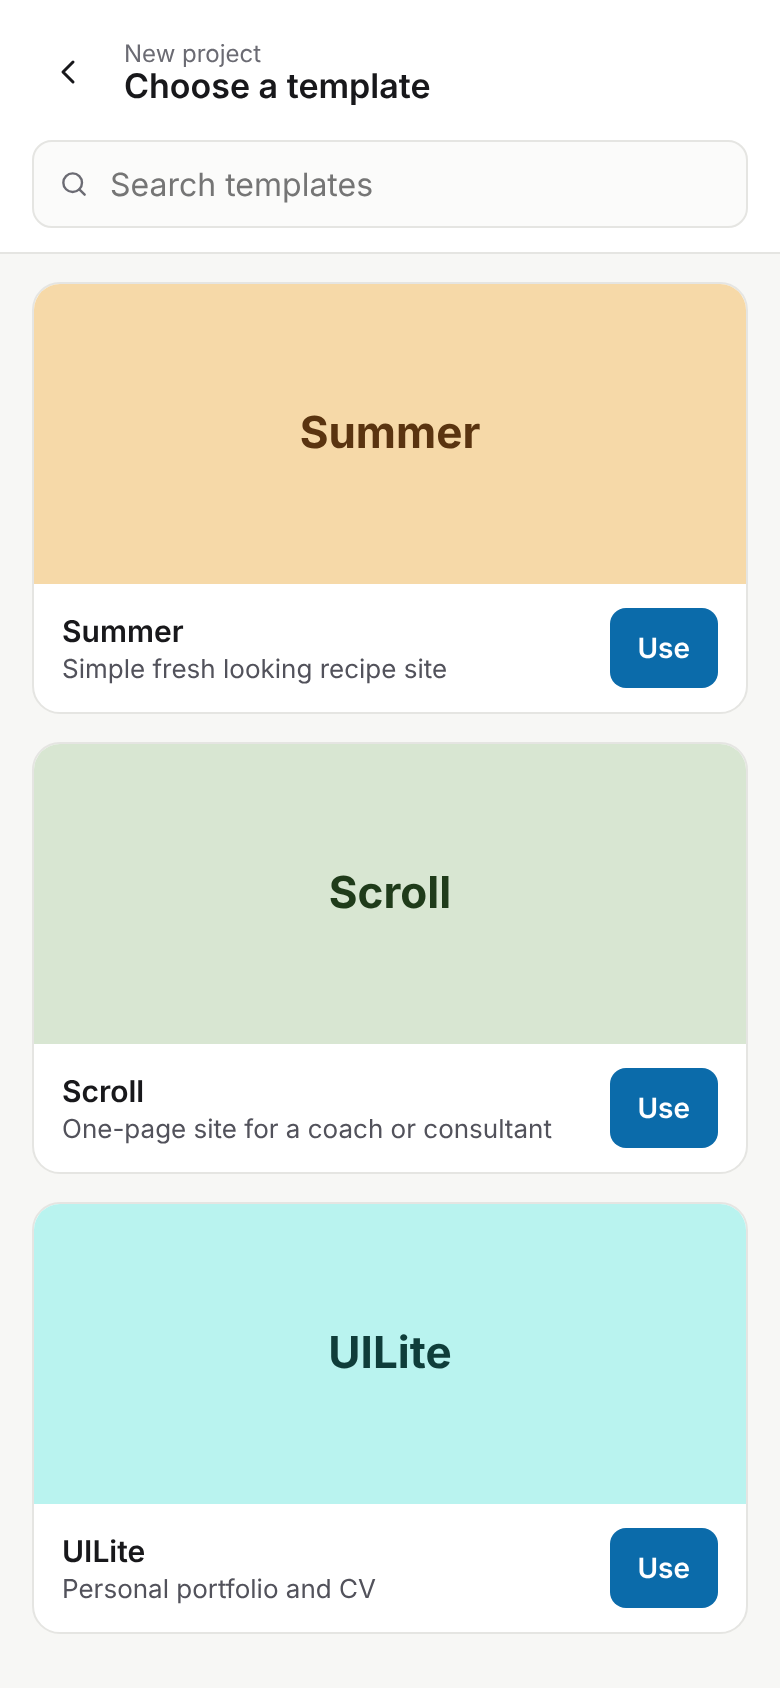 New project
Choose a template
Search templates
Summer
Summer
Simple fresh looking recipe site
Use
Scroll
Scroll
One-page site for a coach or consultant
Use
UILite
UILite
Personal portfolio and CV
Use